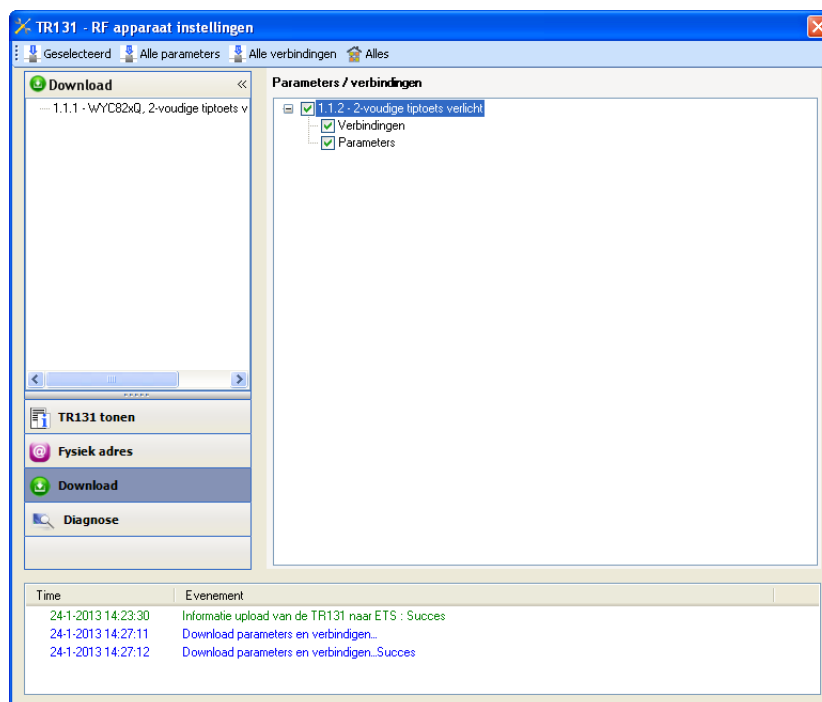 TR131 - RF apparaat instellingen
Geselecteerd Alle parameters Alle verbindingen Alles
Download «
1.1.1 - WYC82xQ, 2-voudige tiptoets v
TR131 tonen
Fysiek adres
Download
Diagnose
Parameters / verbindingen
1.1.2 - 2-voudige tiptoets verlicht
Verbindingen
Parameters
Time Evenement
24-1-2013 14:23:30 Informatie upload van de TR131 naar ETS : Succes
24-1-2013 14:27:11 Download parameters en verbindigen...
24-1-2013 14:27:12 Download parameters en verbindigen...Succes